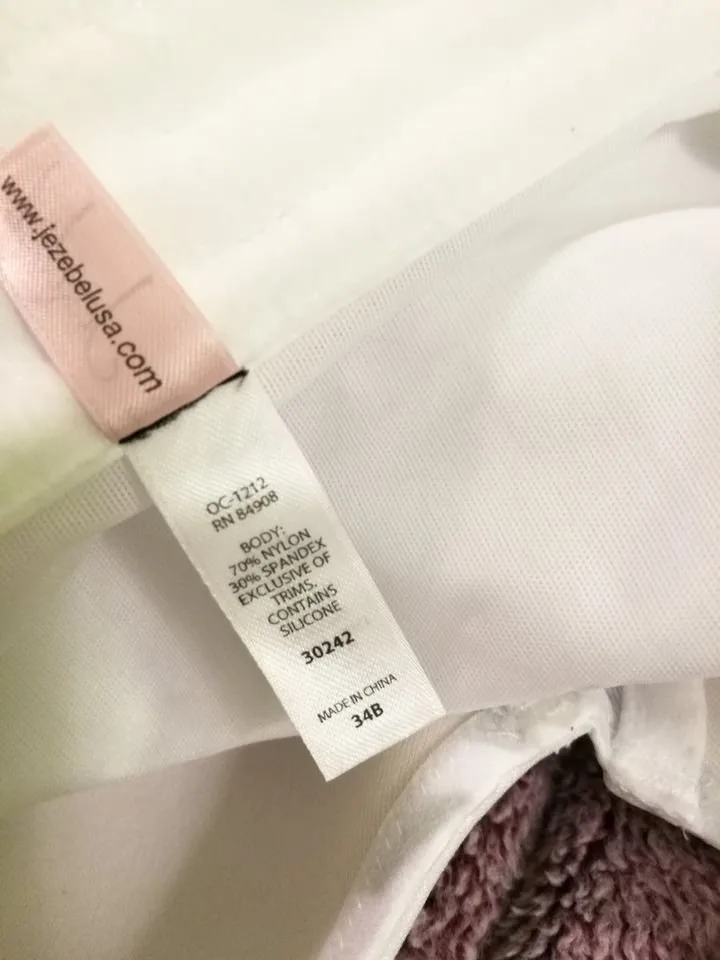 www.jezebelusa.com
OC-1212
RN 84908
BODY:
70% NYLON
30% SPANDEX
EXCLUSIVE OF
TRIMS.
CONTAINS
SILICONE
30242
MADE IN CHINA
34B